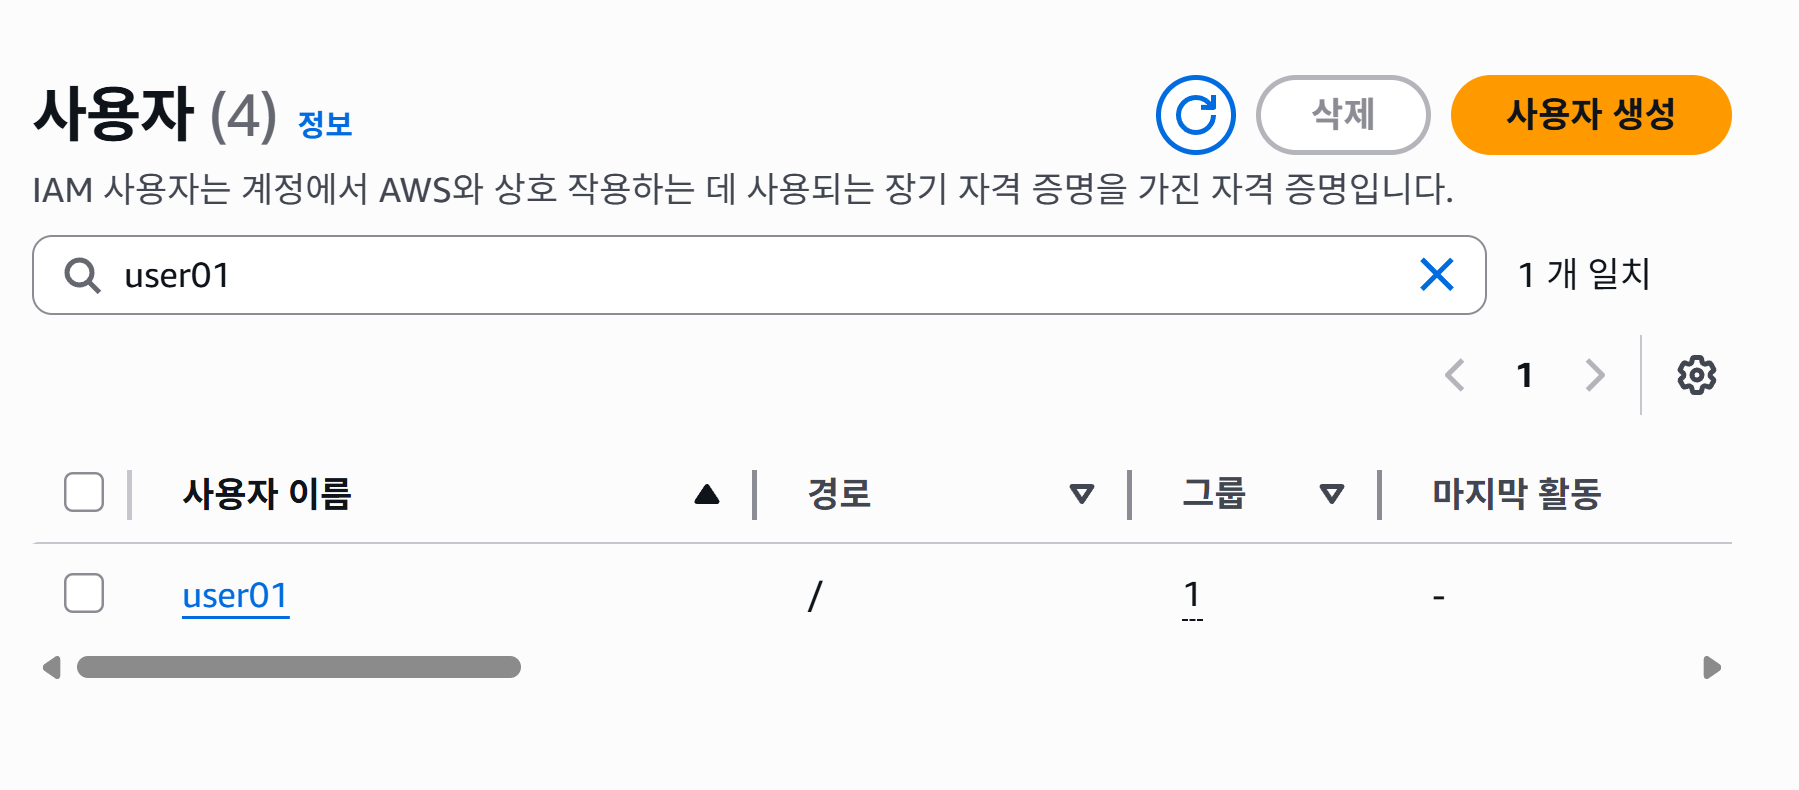 사용자 (4) 정보
삭제
사용자 생성
IAM 사용자는 계정에서 AWS와 상호 작용하는 데 사용되는 장기 자격 증명을 가진 자격 증명입니다.
user01
1 개 일치
1
사용자 이름 경로 그룹 마지막 활동
user01 / 1 -